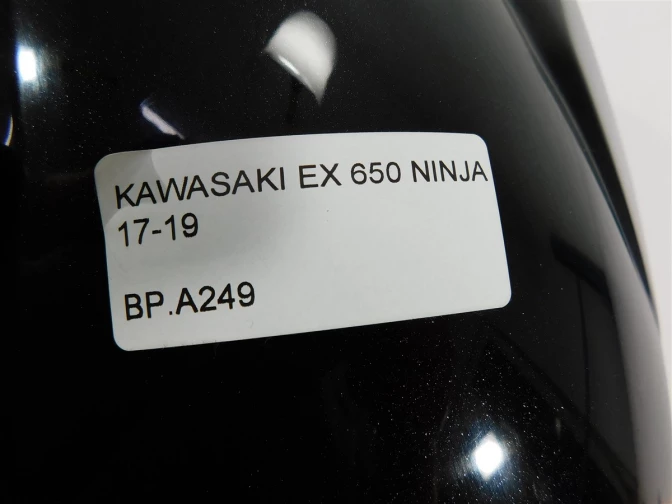 KAWASAKI EX 650 NINJA
17-19
BP.A249